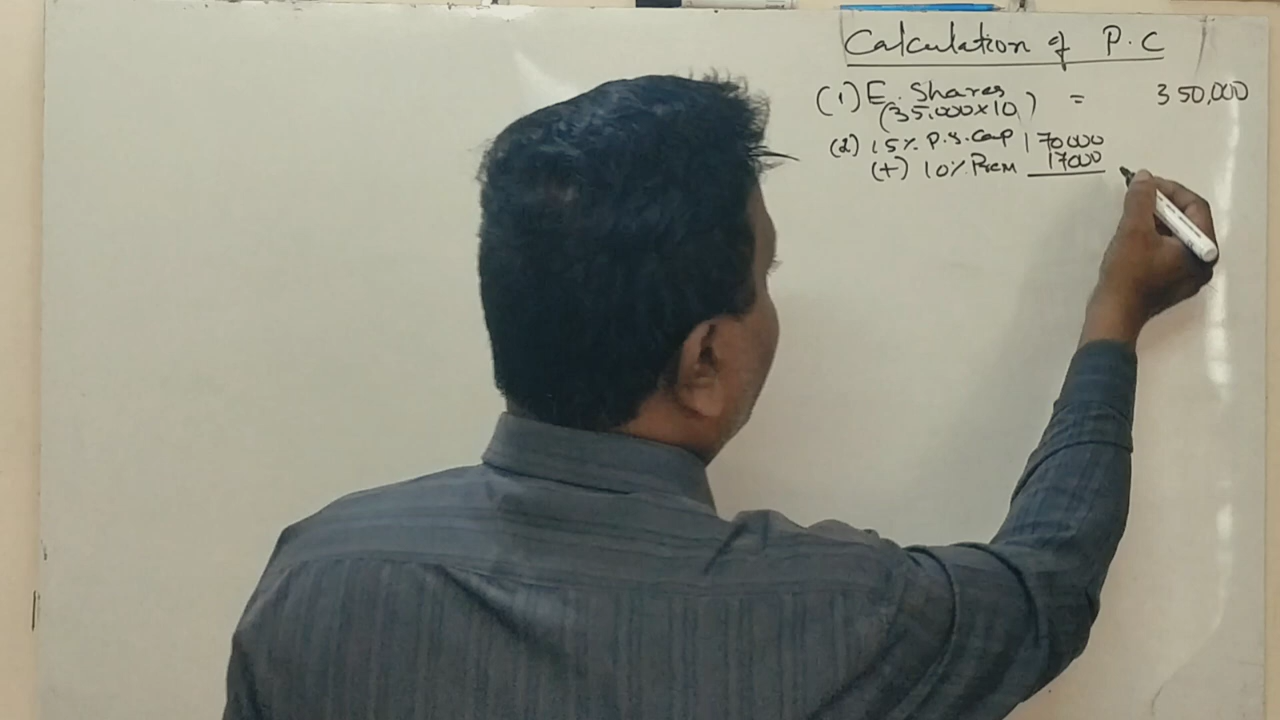 Calculation of P.C
(1) E. Shares = 350,000
(35,000×10)
(2) 15% P.S.Cap 170000
(+) 10% Prem 17000